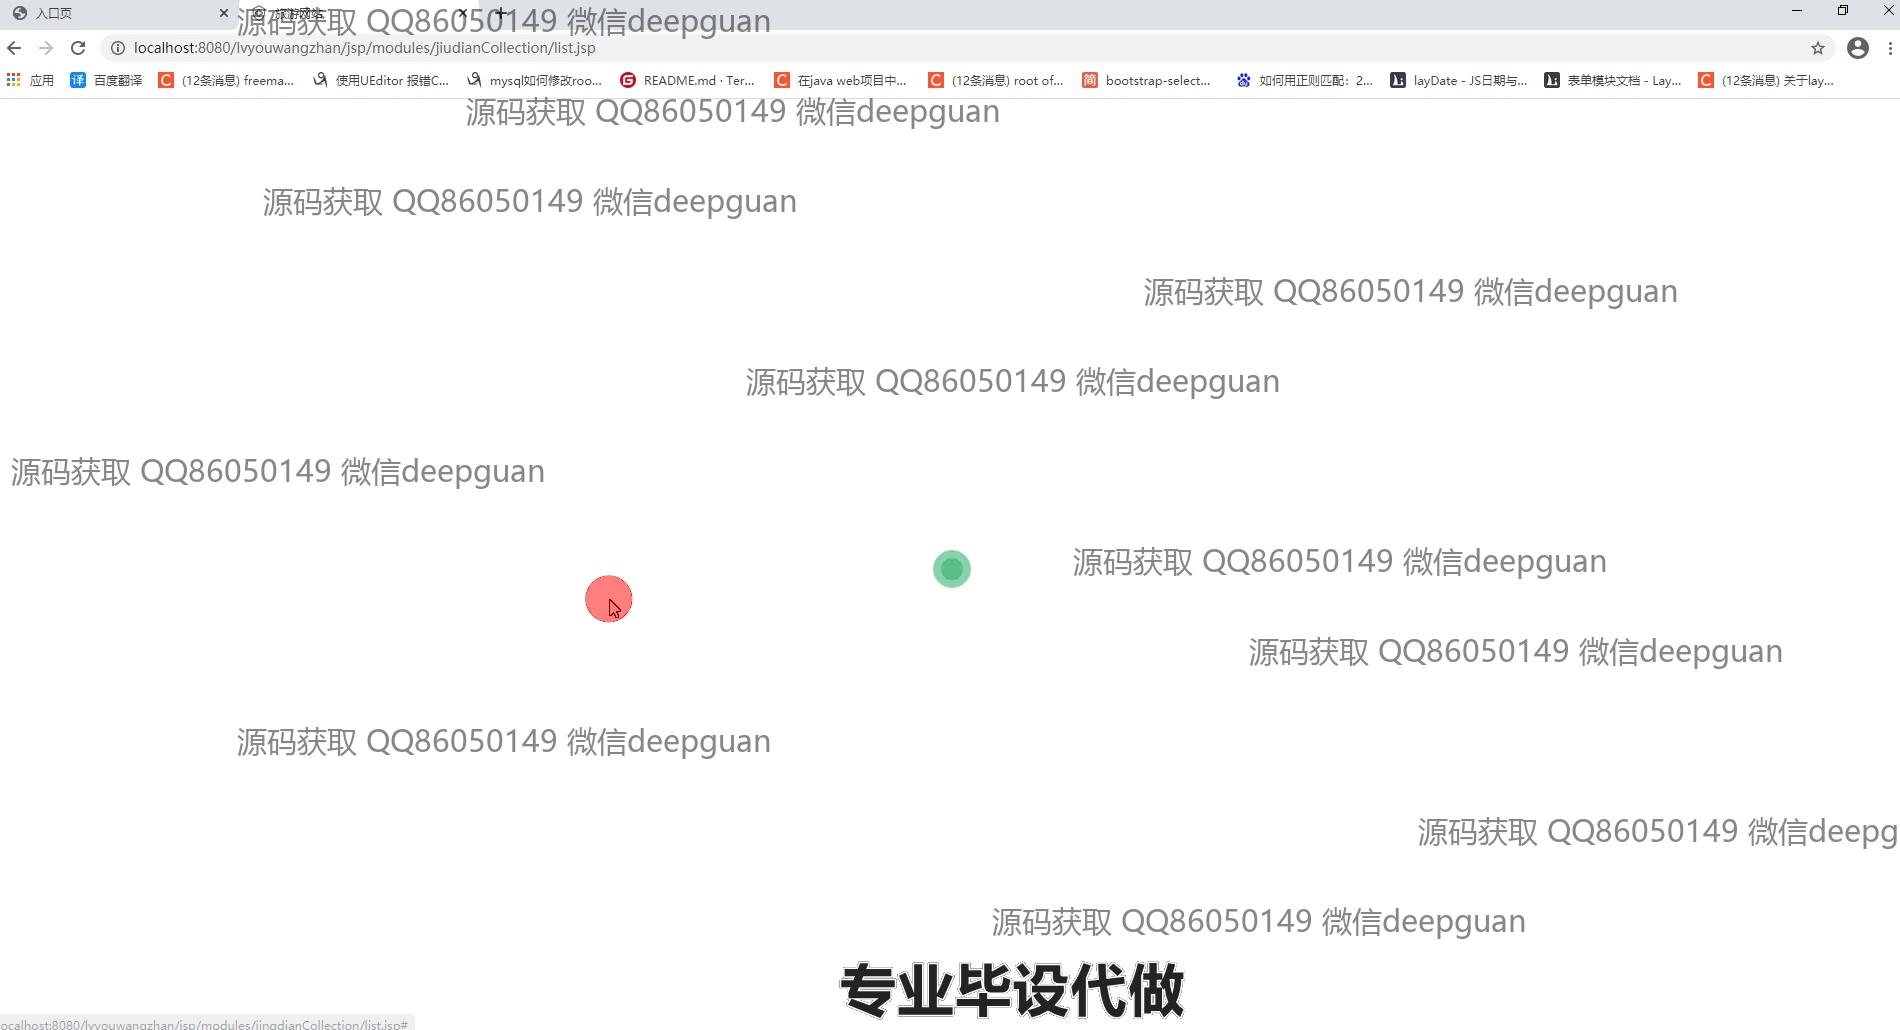 入口页
旅游网站
源码获取 QQ86050149 微信deepguan
localhost:8080/lvyouwangzhan/jsp/modules/jiudianCollection/list.jsp
应用 百度翻译 (12条消息) freema... 使用UEditor 报错C... mysql如何修改roo... README.md · Ter... 在java web项目中... (12条消息) root of... bootstrap-select... 如何用正则匹配：2... layDate - JS日期与... 表单模块文档 - Lay... (12条消息) 关于lay...
源码获取 QQ86050149 微信deepguan
源码获取 QQ86050149 微信deepguan
源码获取 QQ86050149 微信deepguan
源码获取 QQ86050149 微信deepguan
源码获取 QQ86050149 微信deepguan
源码获取 QQ86050149 微信deepguan
源码获取 QQ86050149 微信deepguan
源码获取 QQ86050149 微信deepguan
源码获取 QQ86050149 微信deepg
源码获取 QQ86050149 微信deepguan
专业毕设代做
ocalhost:8080/lvyouwangzhan/jsp/modules/jingdianCollection/list.jsp#